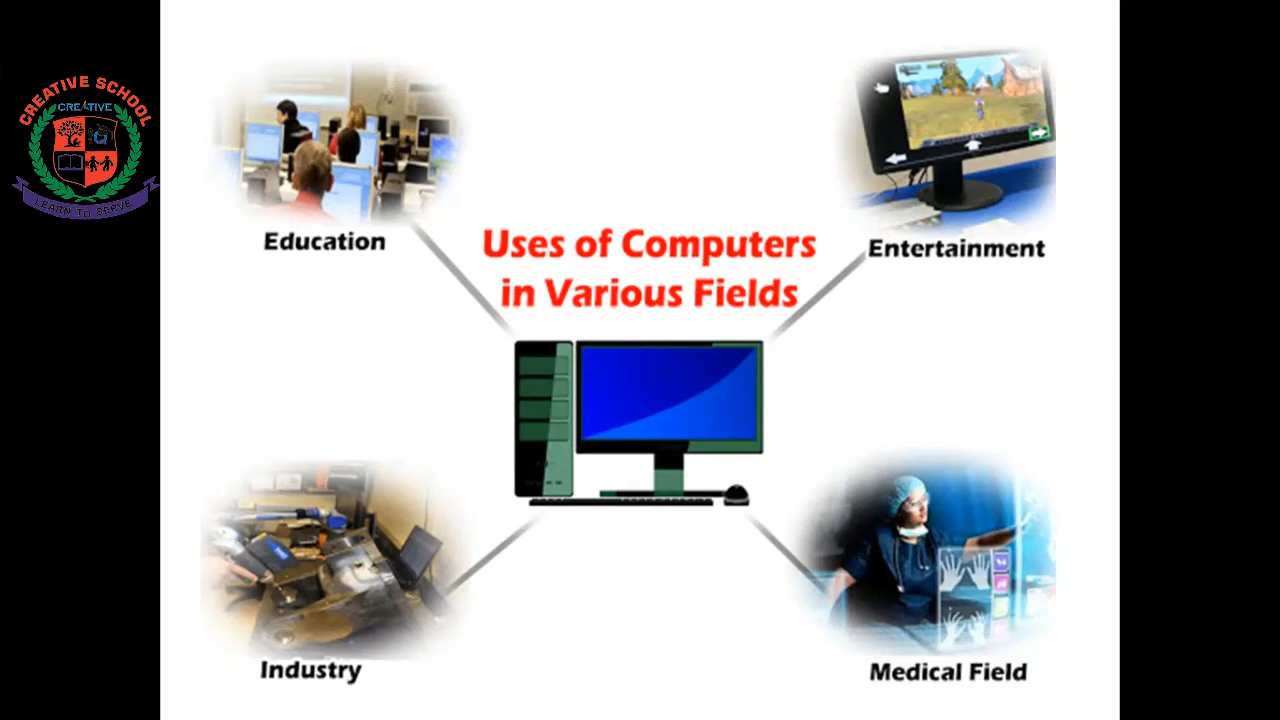 CREATIVE SCHOOL
CREATIVE
LEARN TO SERVE
Education
Entertainment
Uses of Computers
in Various Fields
Industry
Medical Field